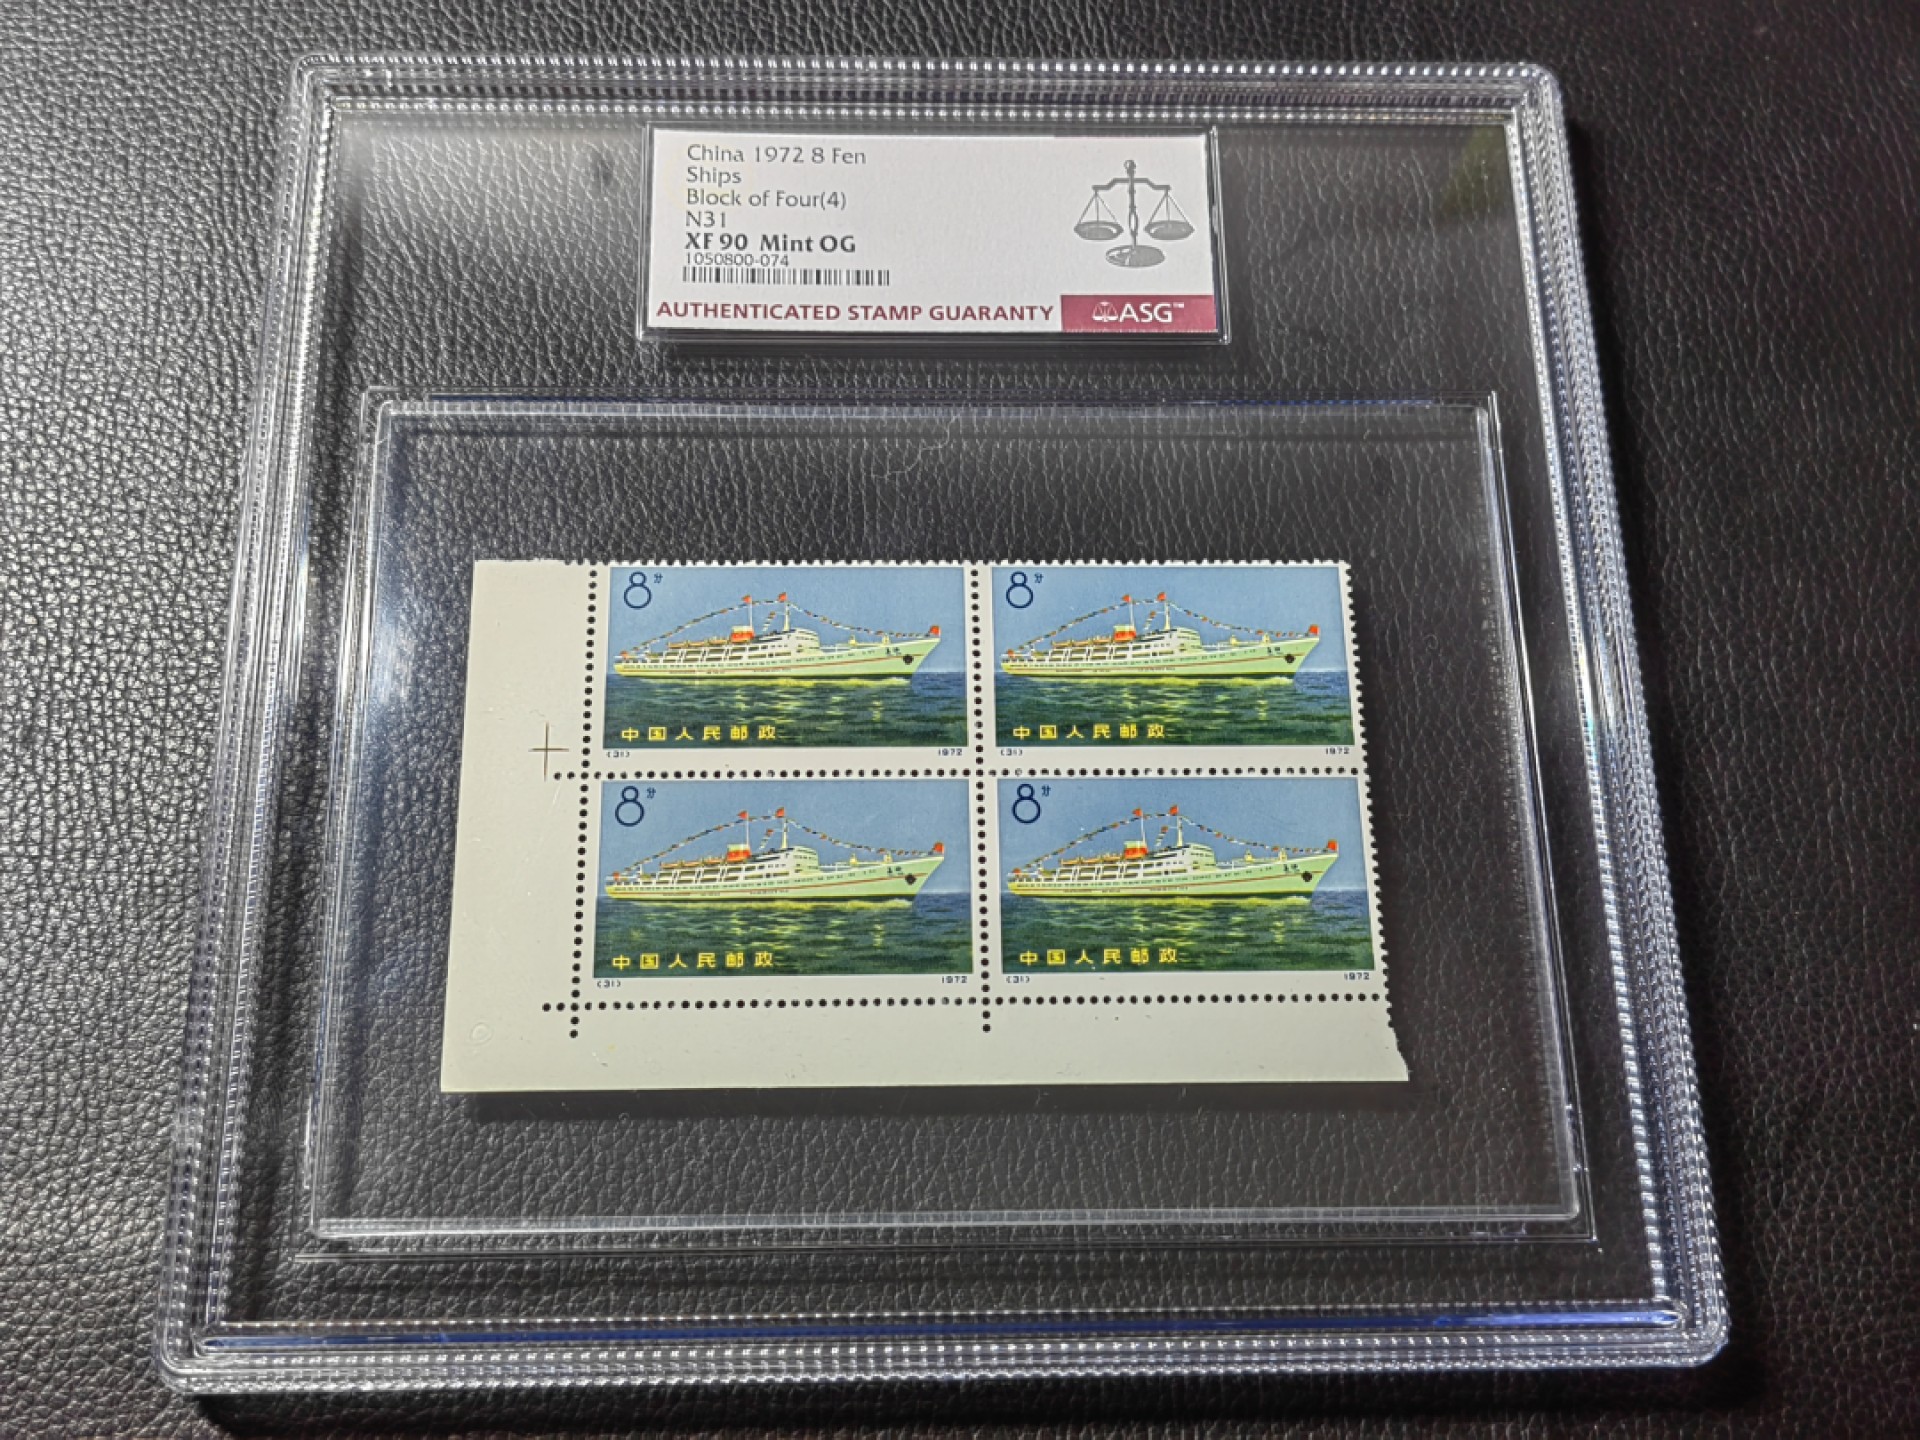 China 1972 8 Fen
Ships
Block of Four(4)
N31
XF 90 Mint OG
1050800-074
AUTHENTICATED STAMP GUARANTY
ASG™
8分
8分
中国人民邮政
(31) 1972
中国人民邮政
(31) 1972
8分
8分
中国人民邮政
(31) 1972
中国人民邮政
(31) 1972